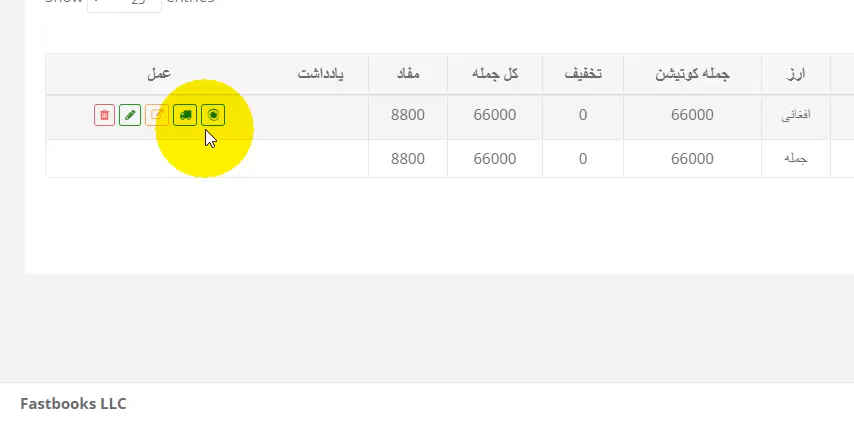 Show 25 entries
ارز جمله کوتیشن تخفیف کل جمله مفاد یادداشت عمل
افغانی 66000 0 66000 8800
جمله 66000 0 66000 8800
Fastbooks LLC